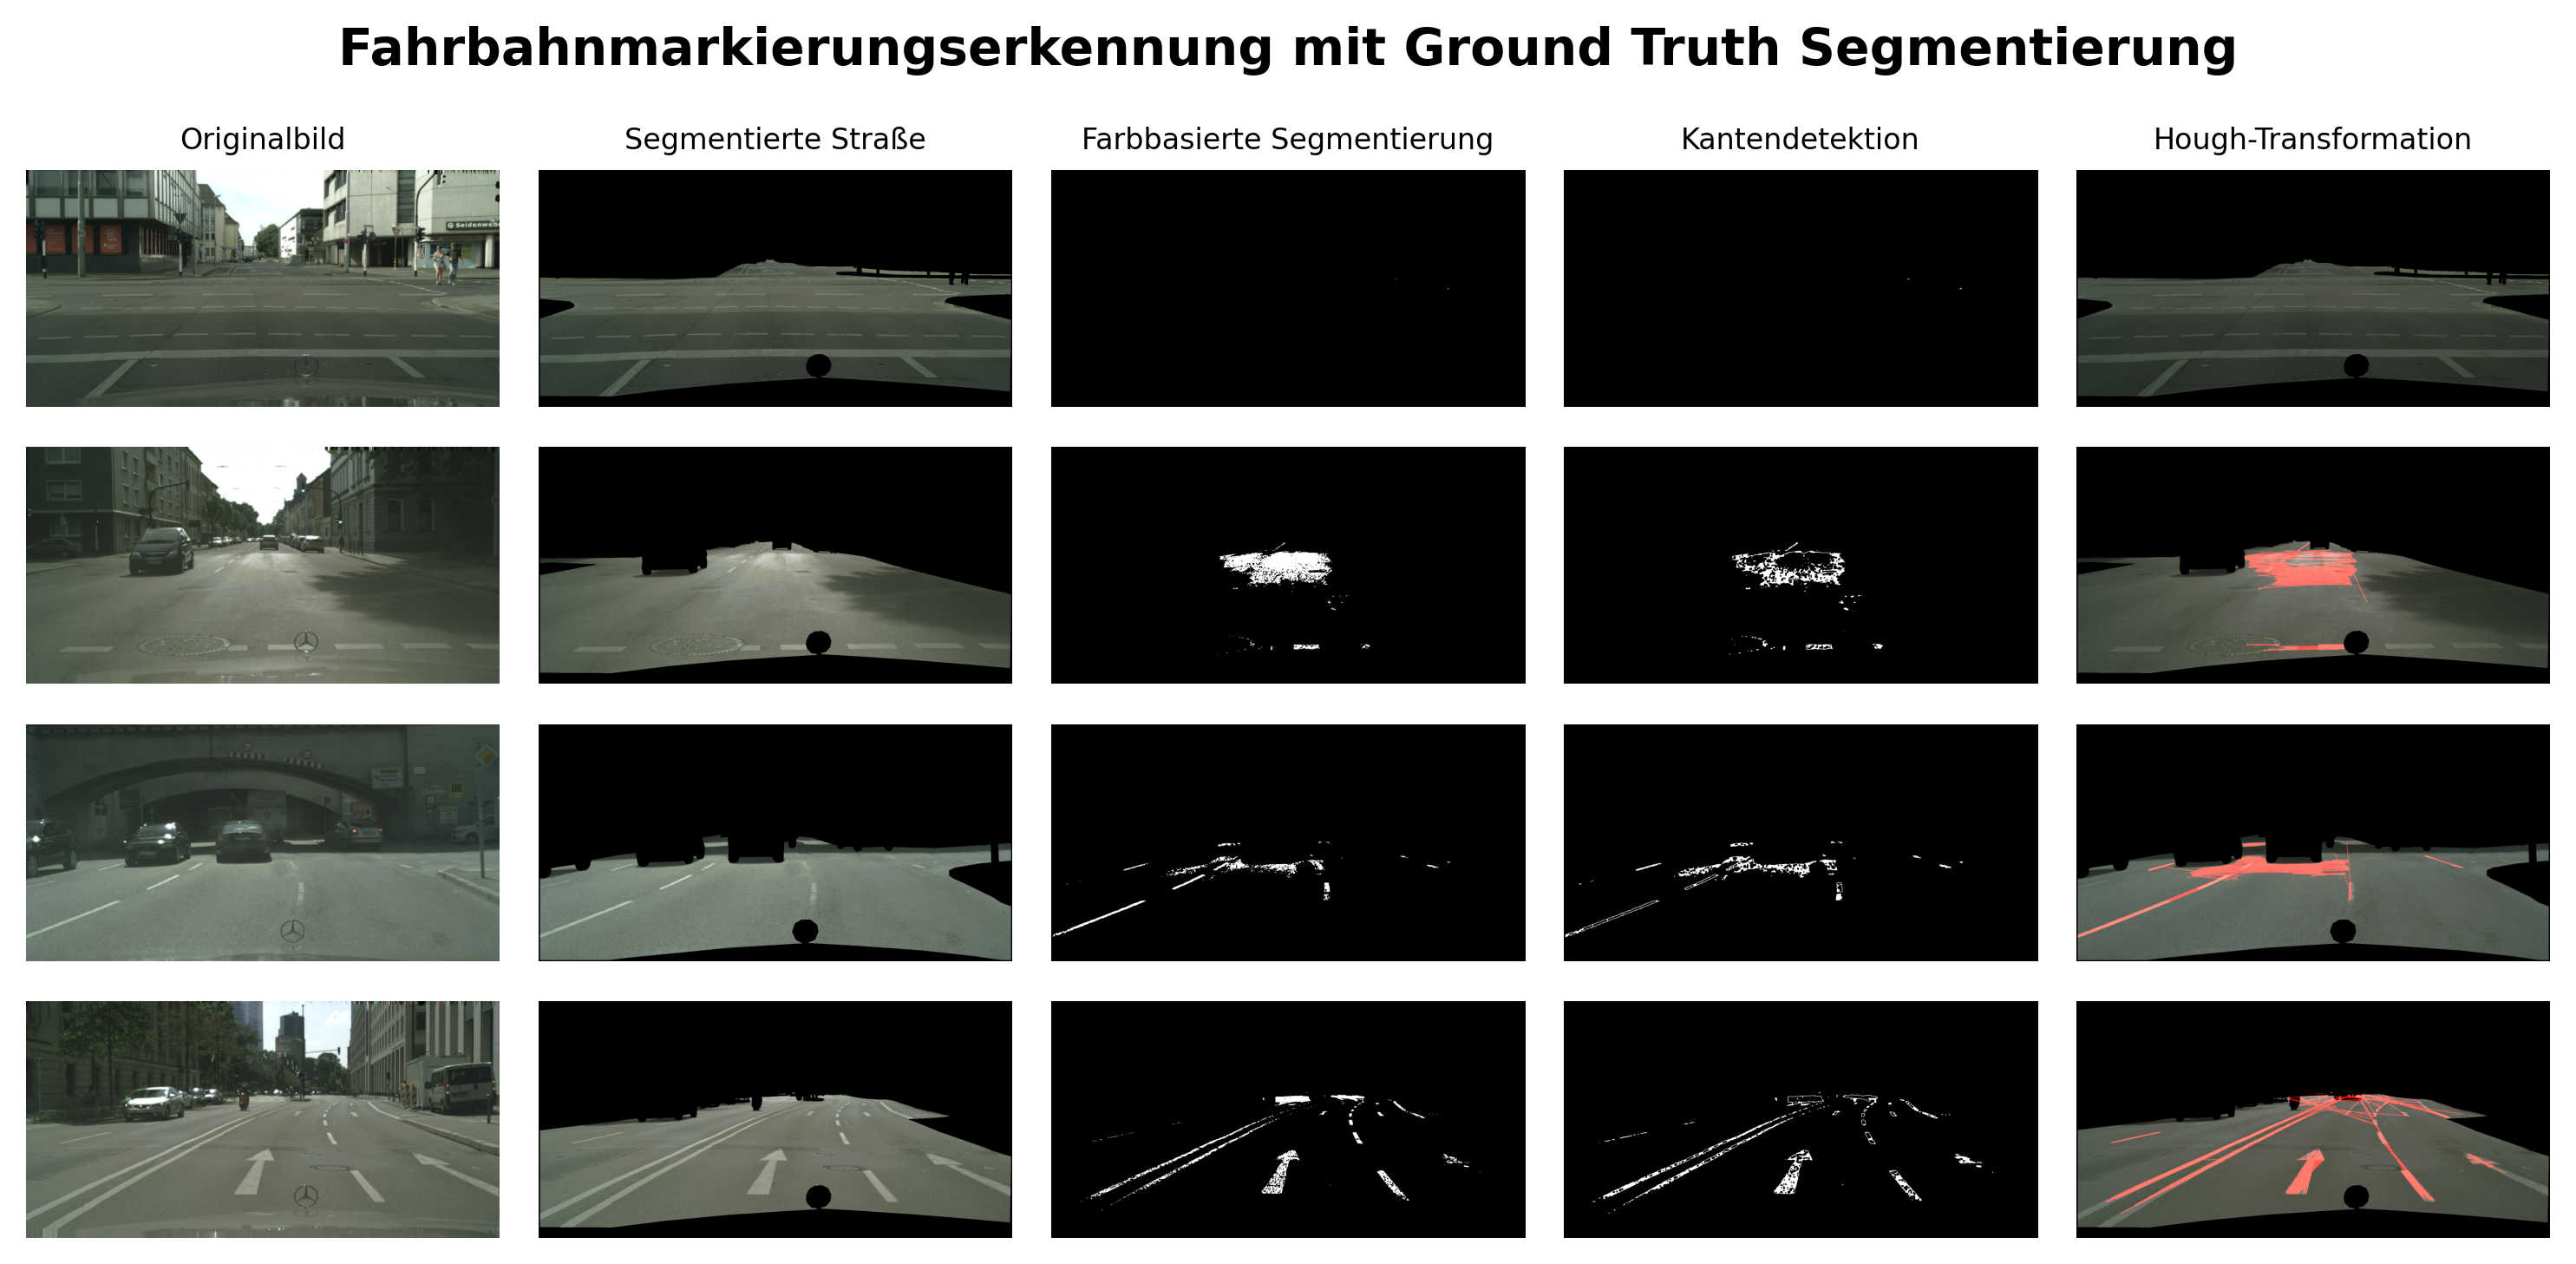 Fahrbahnmarkierungserkennung mit Ground Truth Segmentierung
Originalbild
Segmentierte Straße
Farbbasierte Segmentierung
Kantendetektion
Hough-Transformation